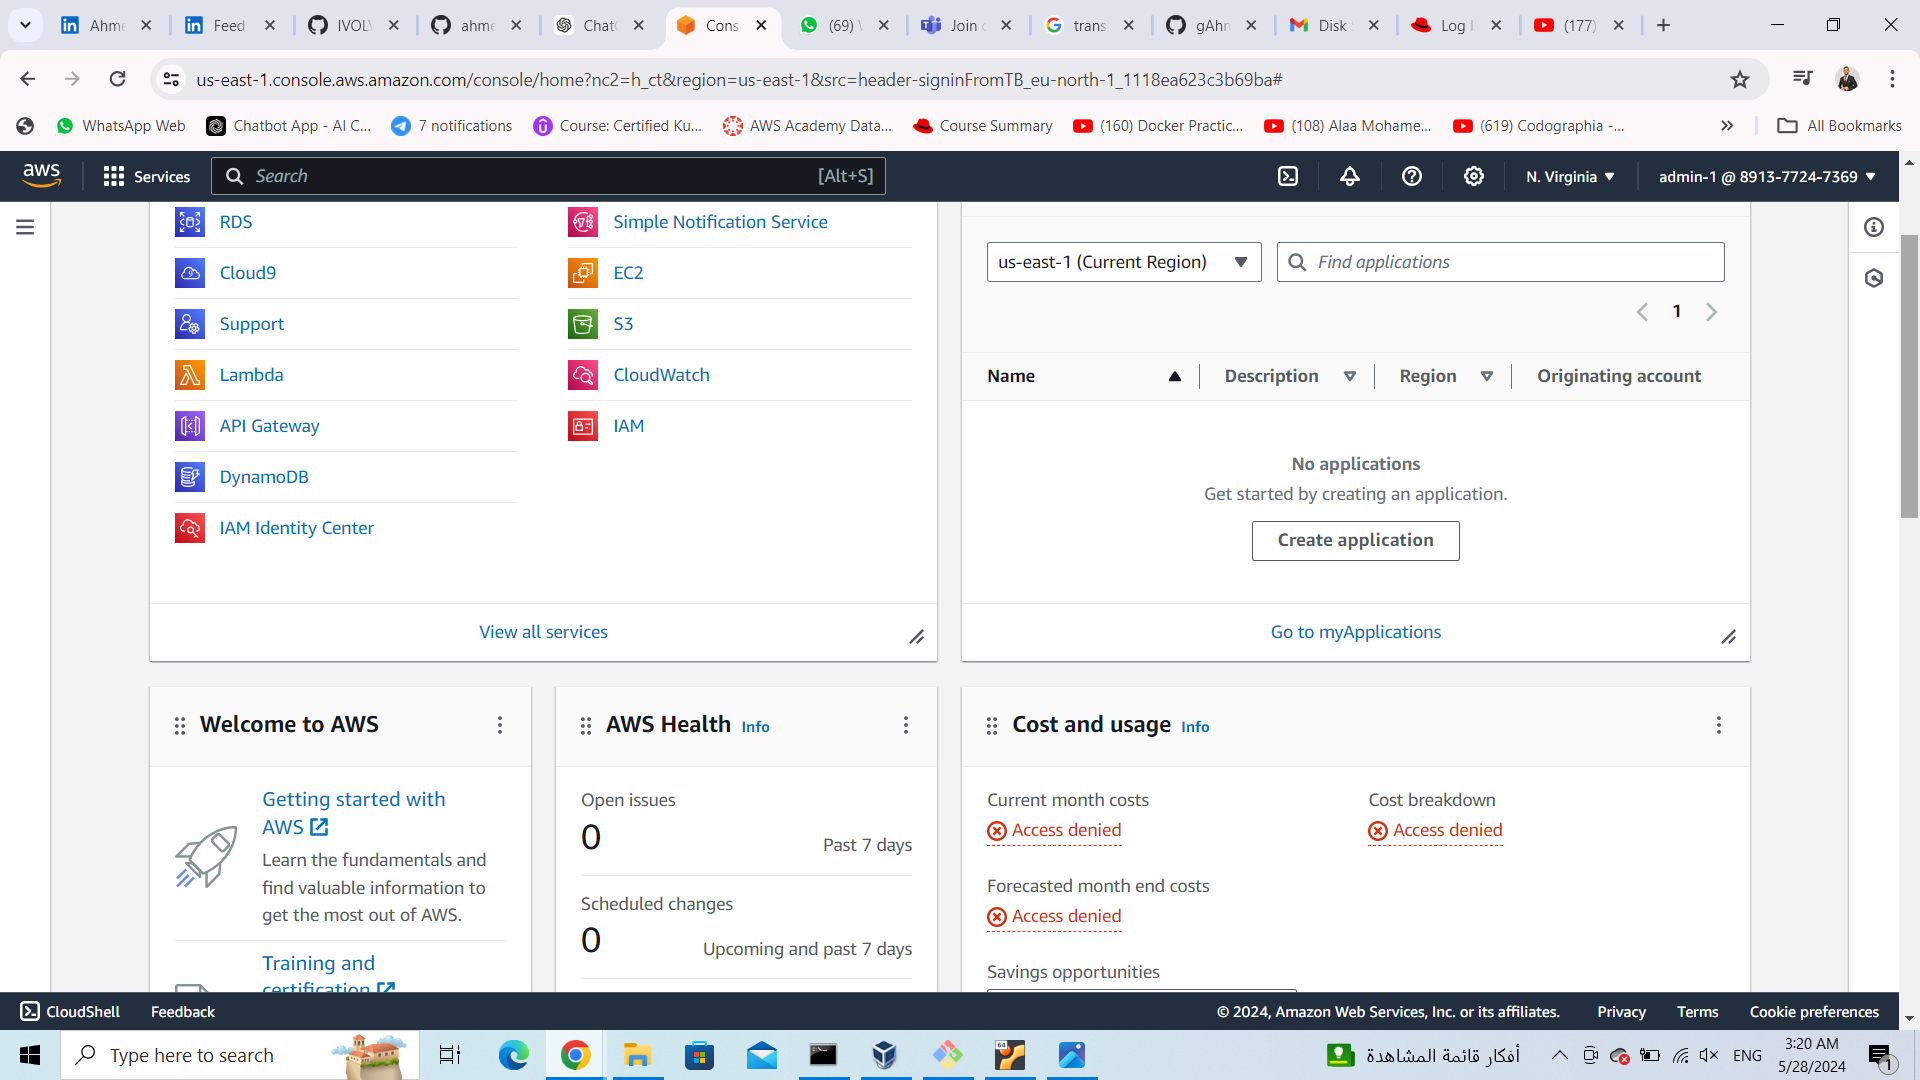 Ahme
Feed
IVOLV
ahme
Chat
Cons
(69) 
Join
trans
gAhn
Disk
Log
(177)
us-east-1.console.aws.amazon.com/console/home?nc2=h_ct&region=us-east-1&src=header-signinFromTB_eu-north-1_1118ea623c3b69ba#
WhatsApp Web
Chatbot App - AI C...
7 notifications
Course: Certified Ku...
AWS Academy Data...
Course Summary
(160) Docker Practic...
(108) Alaa Mohame...
(619) Codographia -...
All Bookmarks
aws
Services
Search
[Alt+S]
N. Virginia
admin-1 @ 8913-7724-7369
RDS
Cloud9
Support
Lambda
API Gateway
DynamoDB
IAM Identity Center
Simple Notification Service
EC2
S3
CloudWatch
IAM
View all services
us-east-1 (Current Region)
Find applications
1
Name
Description
Region
Originating account
No applications
Get started by creating an application.
Create application
Go to myApplications
Welcome to AWS
Getting started with
AWS
Learn the fundamentals and
find valuable information to
get the most out of AWS.
Training and
certification
AWS Health Info
Open issues
0
Past 7 days
Scheduled changes
0
Upcoming and past 7 days
Cost and usage Info
Current month costs
Access denied
Forecasted month end costs
Access denied
Savings opportunities
Cost breakdown
Access denied
CloudShell
Feedback
© 2024, Amazon Web Services, Inc. or its affiliates.
Privacy
Terms
Cookie preferences
Type here to search
64
أفكار قائمة المشاهدة
ENG
3:20 AM
5/28/2024
1